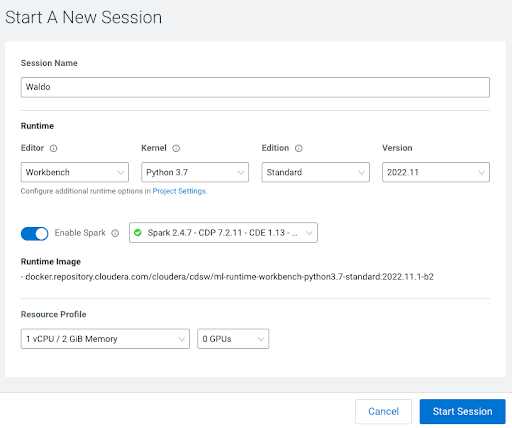 Start A New Session
Session Name
Waldo
Runtime
Editor Kernel Edition Version
Workbench Python 3.7 Standard 2022.11
Configure additional runtime options in Project Settings.
Enable Spark Spark 2.4.7 - CDP 7.2.11 - CDE 1.13 - ...
Runtime Image
- docker.repository.cloudera.com/cloudera/cdsw/ml-runtime-workbench-python3.7-standard:2022.11.1-b2
Resource Profile
1 vCPU / 2 GiB Memory 0 GPUs
Cancel Start Session